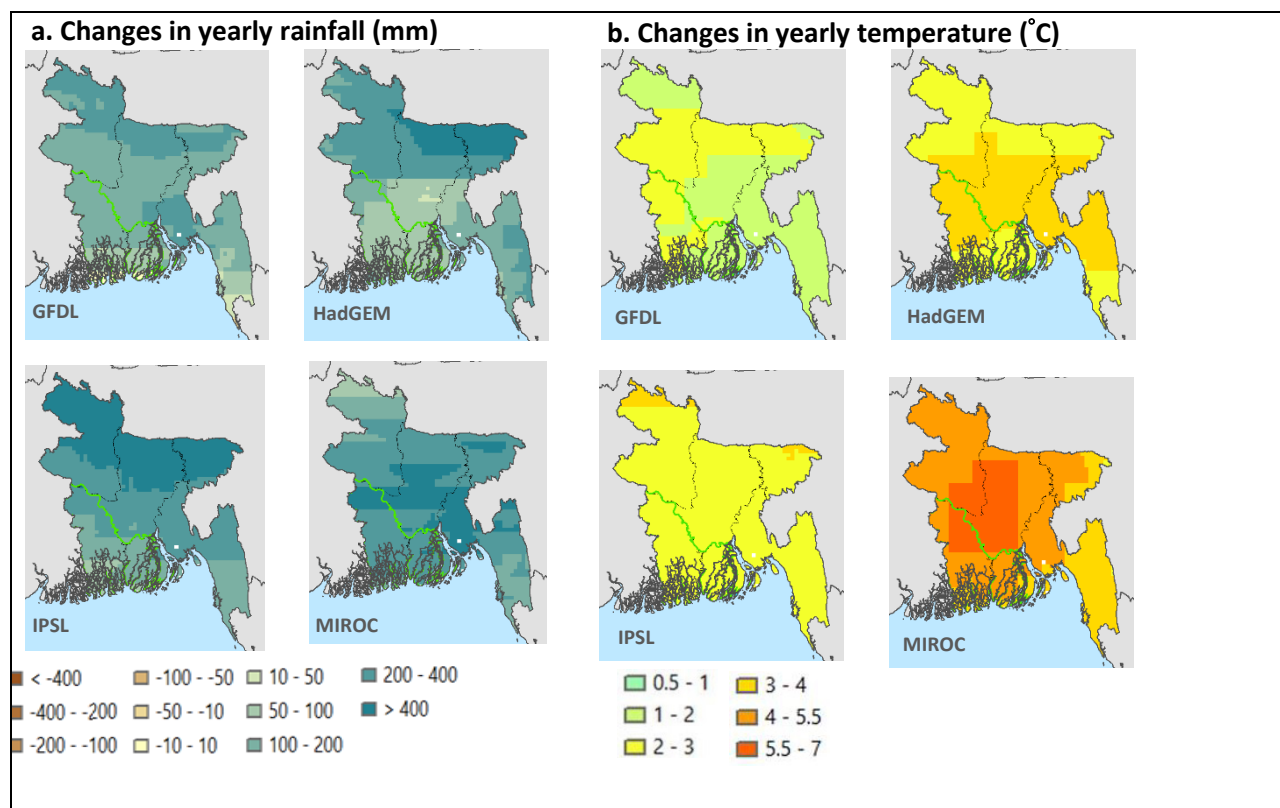 a. Changes in yearly rainfall (mm)
b. Changes in yearly temperature (˚C)
GFDL
HadGEM
GFDL
HadGEM
IPSL
MIROC
IPSL
MIROC
< -400
-100 - -50
10 - 50
200 - 400
-400 - -200
-50 - -10
50 - 100
> 400
-200 - -100
-10 - 10
100 - 200
0.5 - 1
3 - 4
1 - 2
4 - 5.5
2 - 3
5.5 - 7